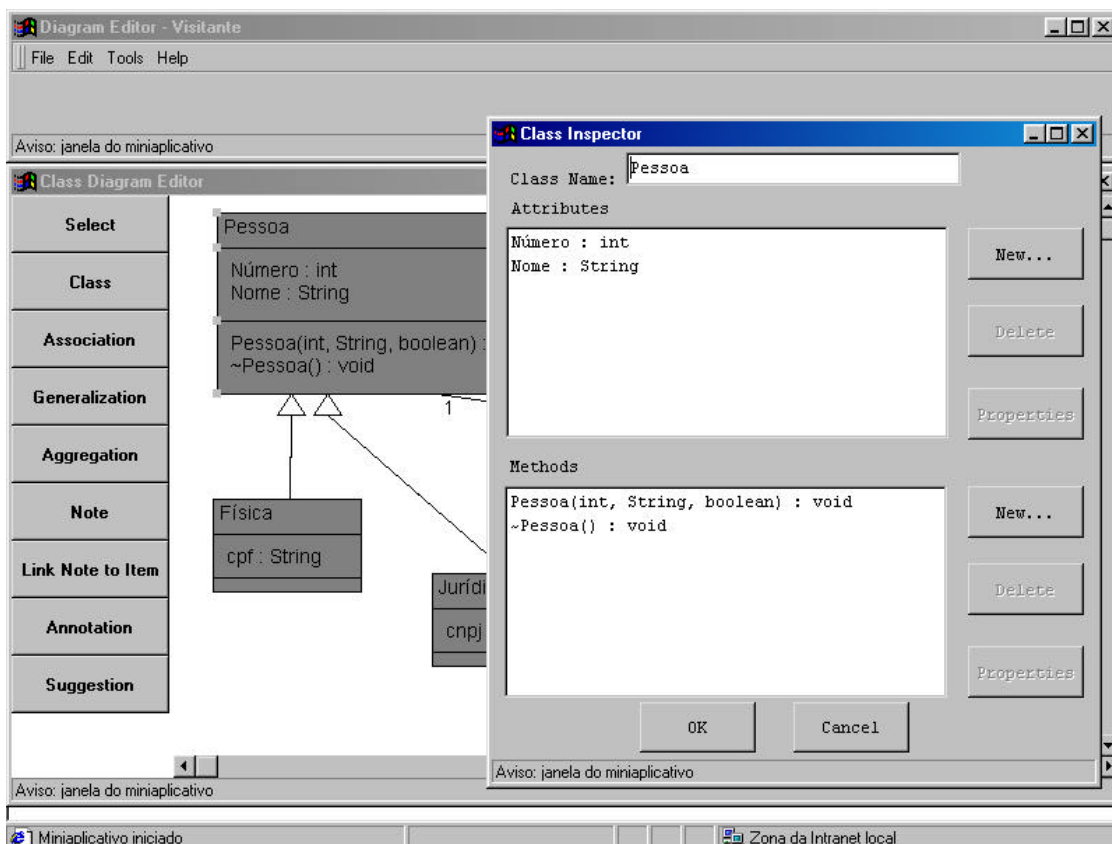 Diagram Editor - Visitante
File Edit Tools Help
Aviso: janela do miniaplicativo
Class Diagram Editor
Select
Class
Association
Generalization
Aggregation
Note
Link Note to Item
Annotation
Suggestion
Pessoa
Número : int
Nome : String
Pessoa(int, String, boolean) :
~Pessoa() : void
1
Física
cpf : String
Jurídi
cnpj
Aviso: janela do miniaplicativo
Class Inspector
Class Name: Pessoa
Attributes
Número : int
Nome : String
New...
Delete
Properties
Methods
Pessoa(int, String, boolean) : void
~Pessoa() : void
New...
Delete
Properties
OK Cancel
Aviso: janela do miniaplicativo
Miniaplicativo iniciado
Zona da Intranet local